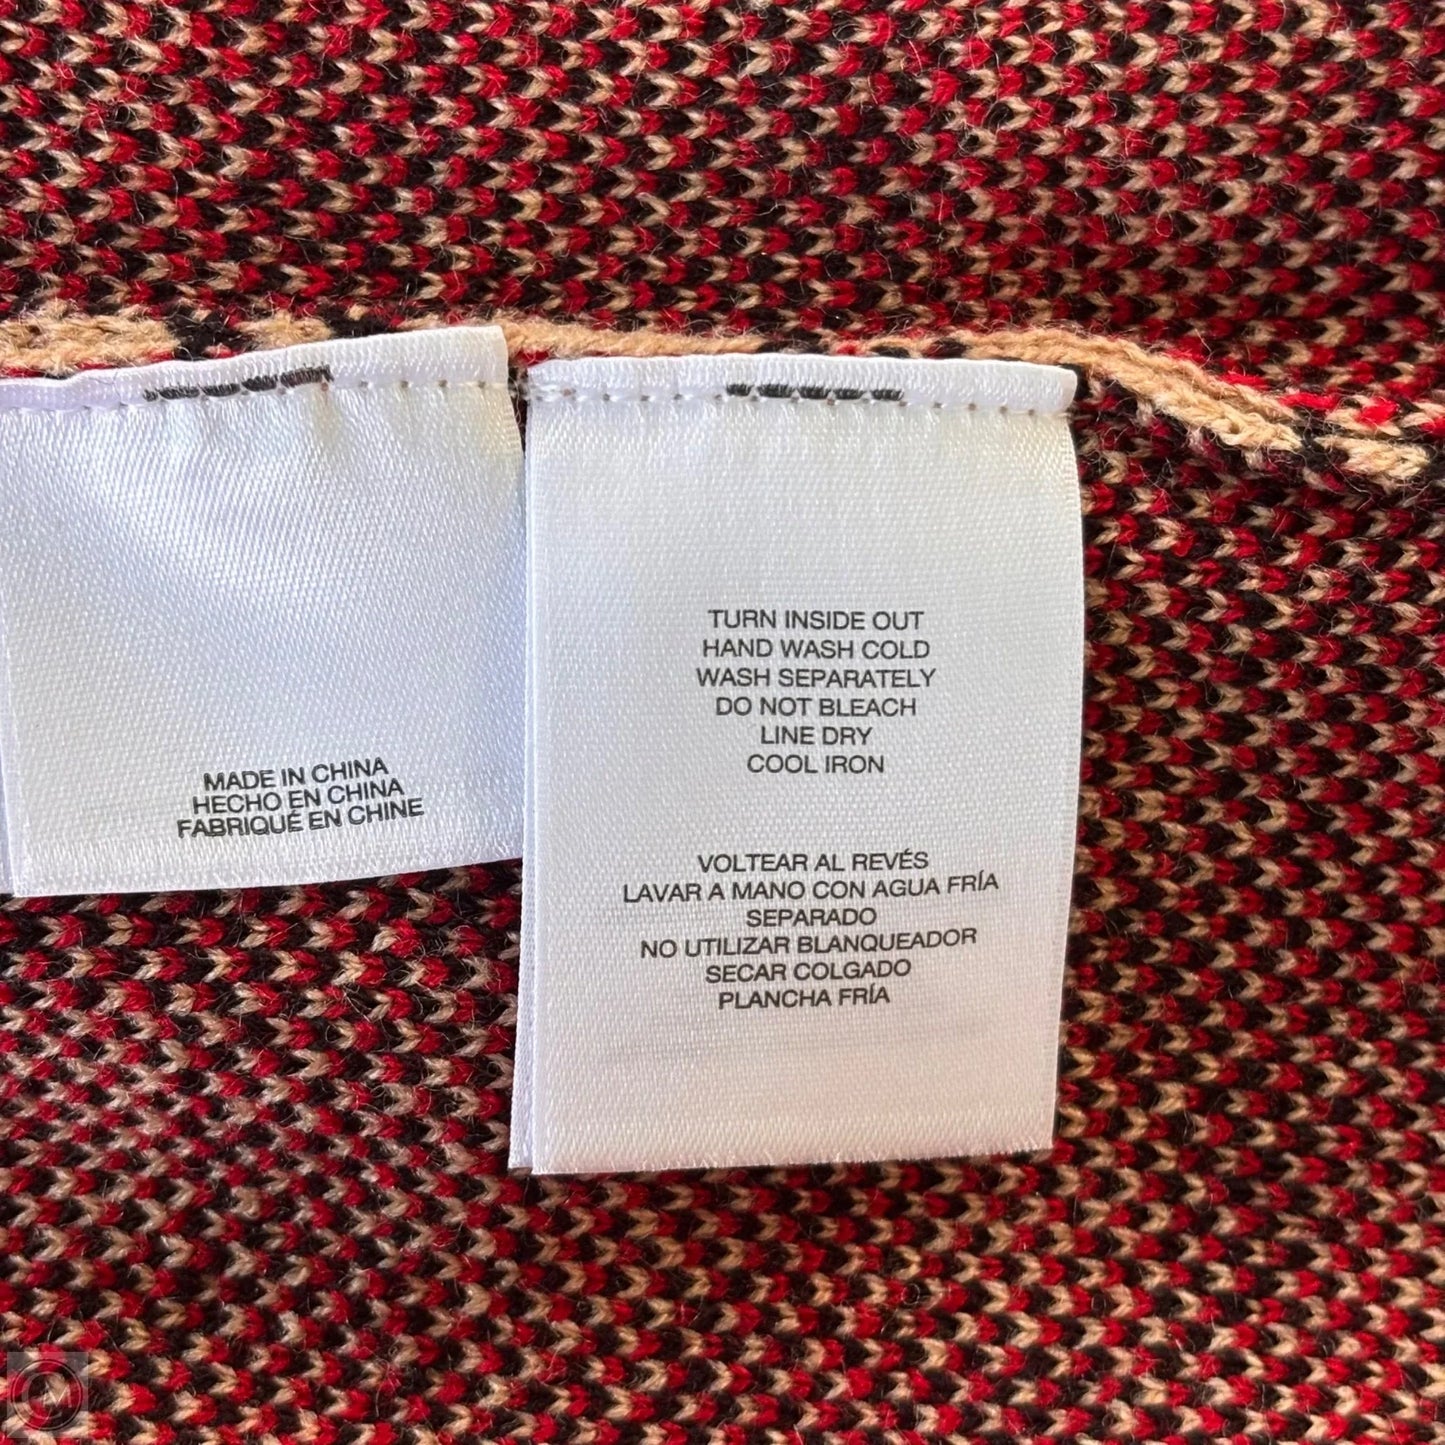 MADE IN CHINA
HECHO EN CHINA
FABRIQUÉ EN CHINE
TURN INSIDE OUT
HAND WASH COLD
WASH SEPARATELY
DO NOT BLEACH
LINE DRY
COOL IRON
VOLTEAR AL REVÉS
LAVAR A MANO CON AGUA FRÍA
SEPARADO
NO UTILIZAR BLANQUEADOR
SECAR COLGADO
PLANCHA FRÍA